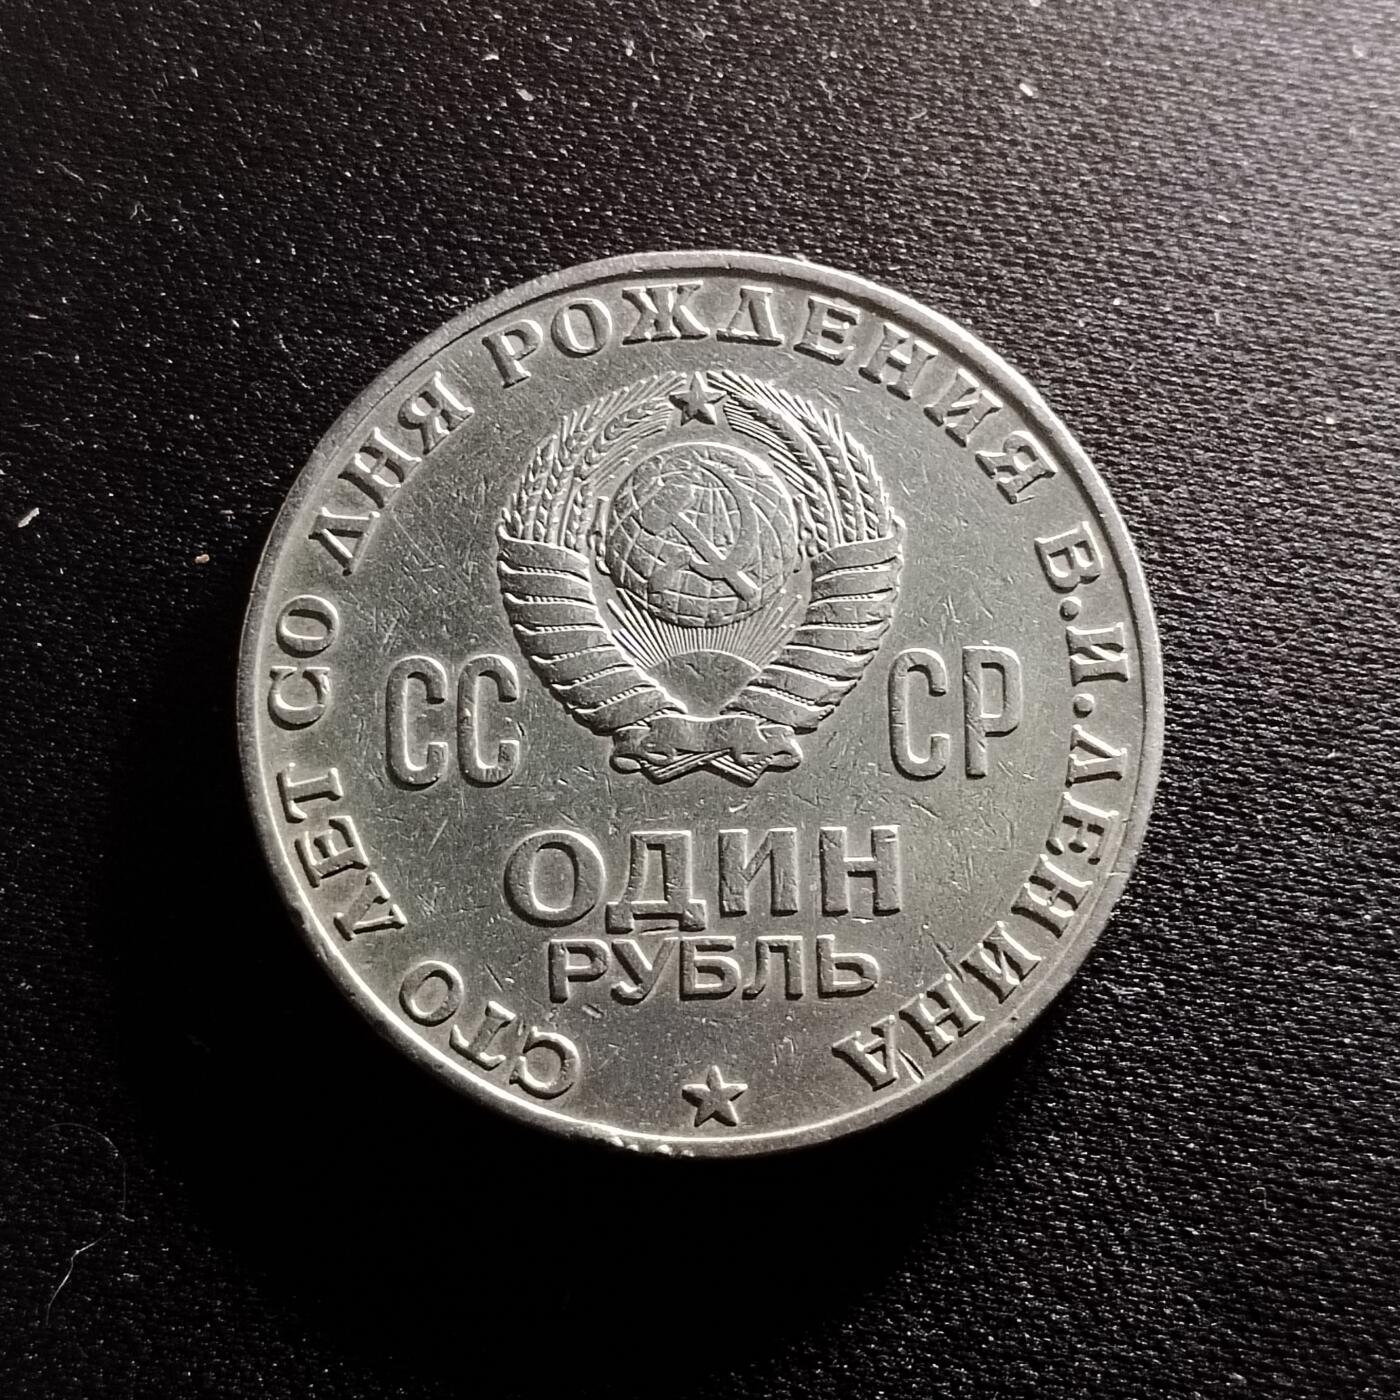 СТО ЛЕТ СО ДНЯ РОЖДЕНИЯ В.И.ЛЕНИНА
СС СР
ОДИН
РУБЛЬ